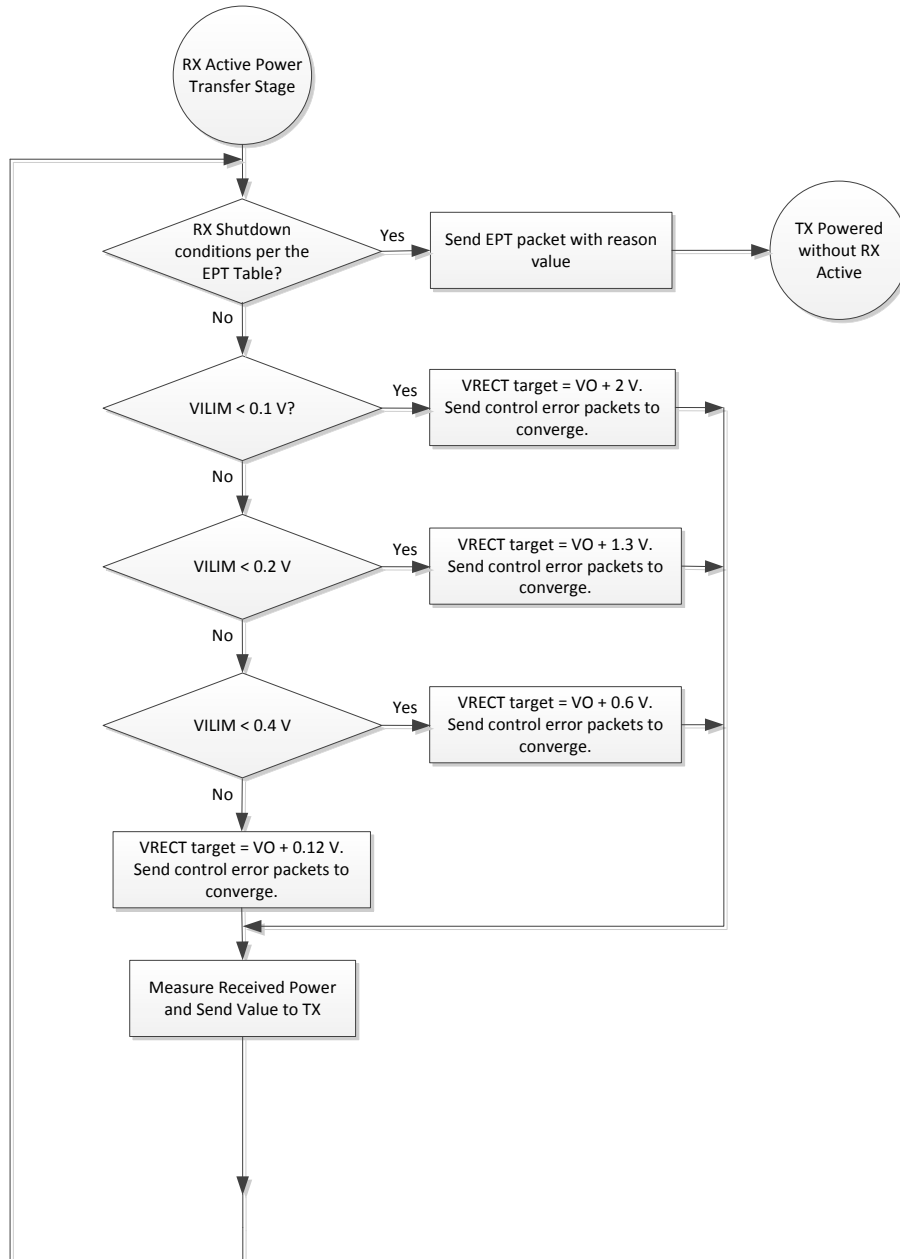 RX Active Power
Transfer Stage
RX Shutdown
conditions per the
EPT Table?
Yes
Send EPT packet with reason
value
TX Powered
without RX
Active
No
VILIM < 0.1 V?
Yes
VRECT target = VO + 2 V.
Send control error packets to
converge.
No
VILIM < 0.2 V
Yes
VRECT target = VO + 1.3 V.
Send control error packets to
converge.
No
VILIM < 0.4 V
Yes
VRECT target = VO + 0.6 V.
Send control error packets to
converge.
No
VRECT target = VO + 0.12 V.
Send control error packets to
converge.
Measure Received Power
and Send Value to TX